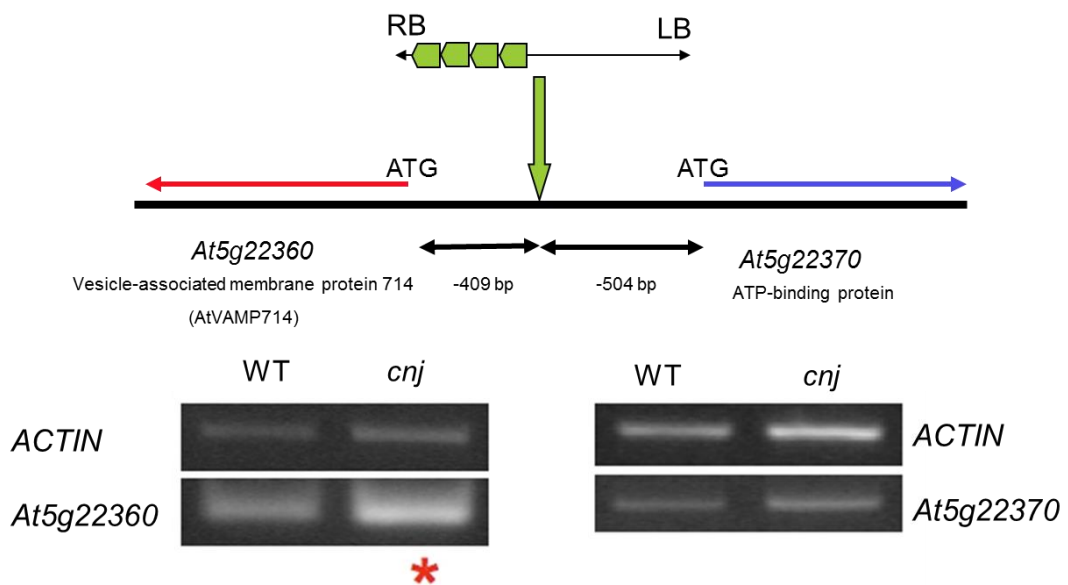 RB LB
ATG ATG
At5g22360 At5g22370
Vesicle-associated membrane protein 714 -409 bp -504 bp ATP-binding protein
(AtVAMP714)
WT cnj WT cnj
ACTIN ACTIN
At5g22360 At5g22370
*